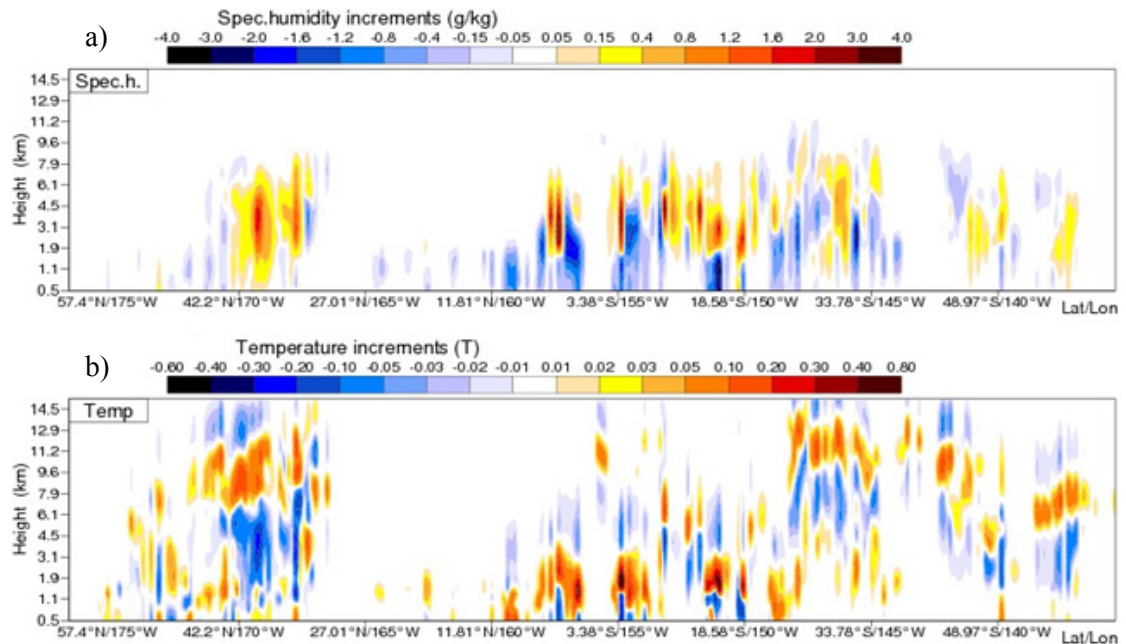 a)
Spec.humidity increments (g/kg)
-4.0 -3.0 -2.0 -1.6 -1.2 -0.8 -0.4 -0.15 -0.05 0.05 0.15 0.4 0.8 1.2 1.6 2.0 3.0 4.0
Spec.h.
Height (km)
14.5
12.9
11.2
9.6
7.9
6.1
4.5
3.1
1.9
1.1
0.5
57.4°N/175°W 42.2°N/170°W 27.01°N/165°W 11.81°N/160°W 3.38°S/155°W 18.58°S/150°W 33.78°S/145°W 48.97°S/140°W Lat/Lon
b)
Temperature increments (T)
-0.60 -0.40 -0.30 -0.20 -0.10 -0.05 -0.03 -0.02 -0.01 0.01 0.02 0.03 0.05 0.10 0.20 0.30 0.40 0.60
Temp
Height (km)
14.5
12.9
11.2
9.6
7.9
6.1
4.5
3.1
1.9
1.1
0.5
57.4°N/175°W 42.2°N/170°W 27.01°N/165°W 11.81°N/160°W 3.38°S/155°W 18.58°S/150°W 33.78°S/145°W 48.97°S/140°W Lat/Lon